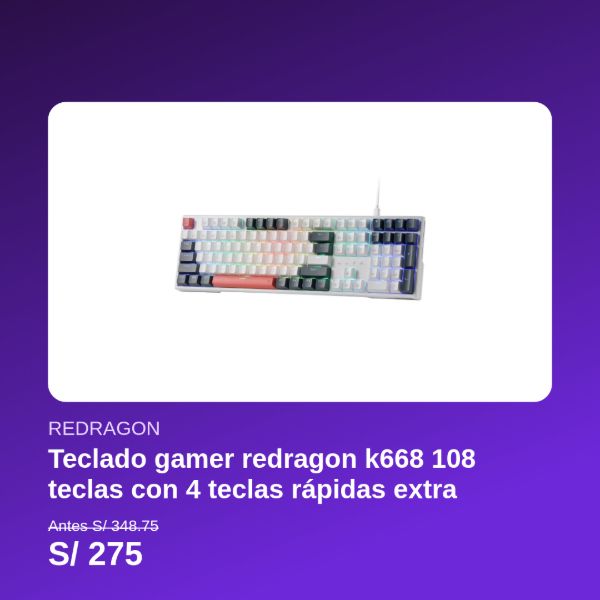 REDRAGON
Teclado gamer redragon k668 108
teclas con 4 teclas rápidas extra
Antes S/ 348.75
S/ 275